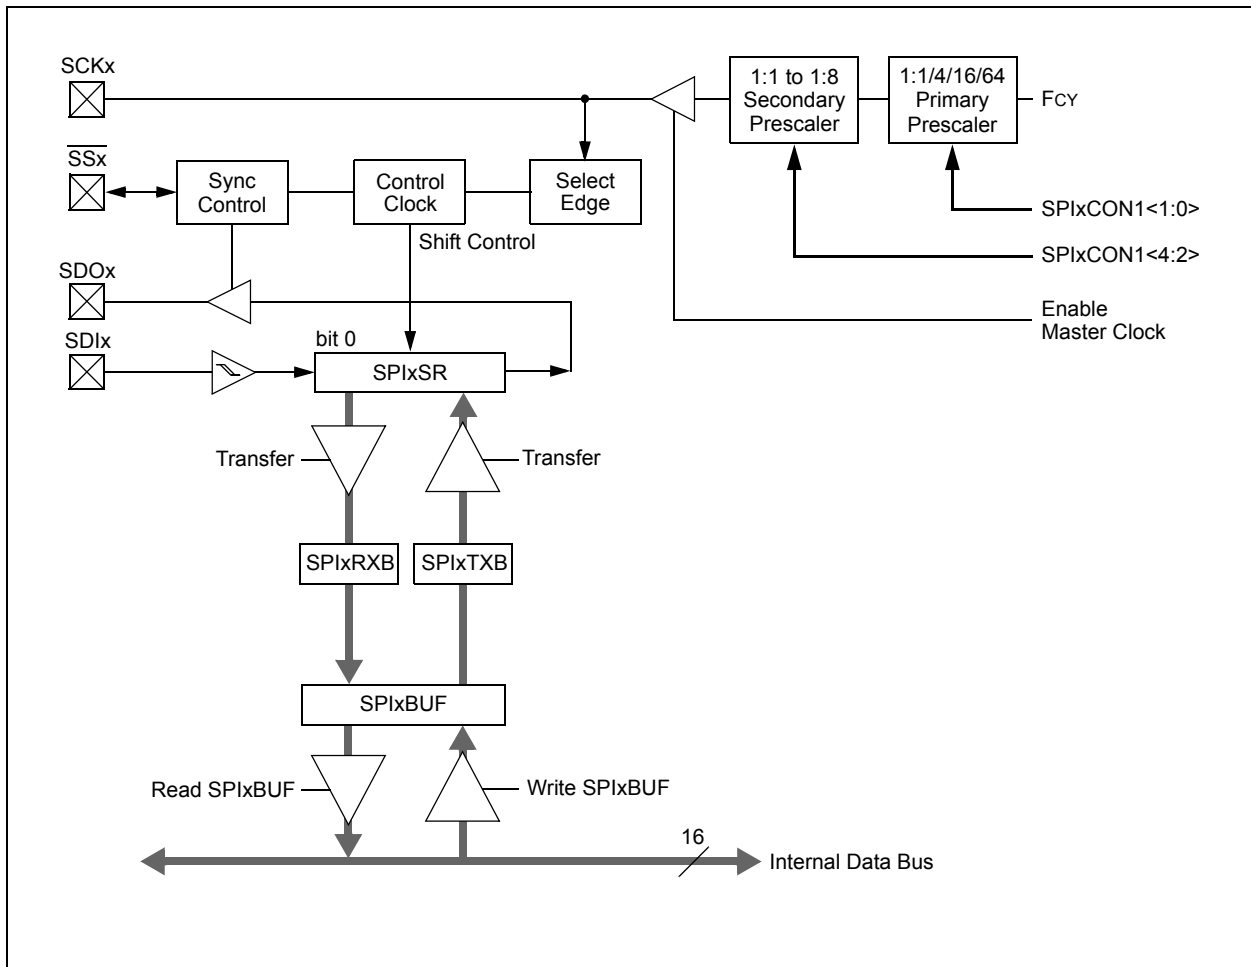 SCKx
1:1 to 1:8
Secondary
Prescaler
1:1/4/16/64
Primary
Prescaler
FCY
SSx
Sync
Control
Control
Clock
Select
Edge
SPIxCON1<1:0>
Shift Control
SPIxCON1<4:2>
SDOx
Enable
Master Clock
SDIx
bit 0
SPIxSR
Transfer
Transfer
SPIxRXB
SPIxTXB
SPIxBUF
Read SPIxBUF
Write SPIxBUF
16
Internal Data Bus